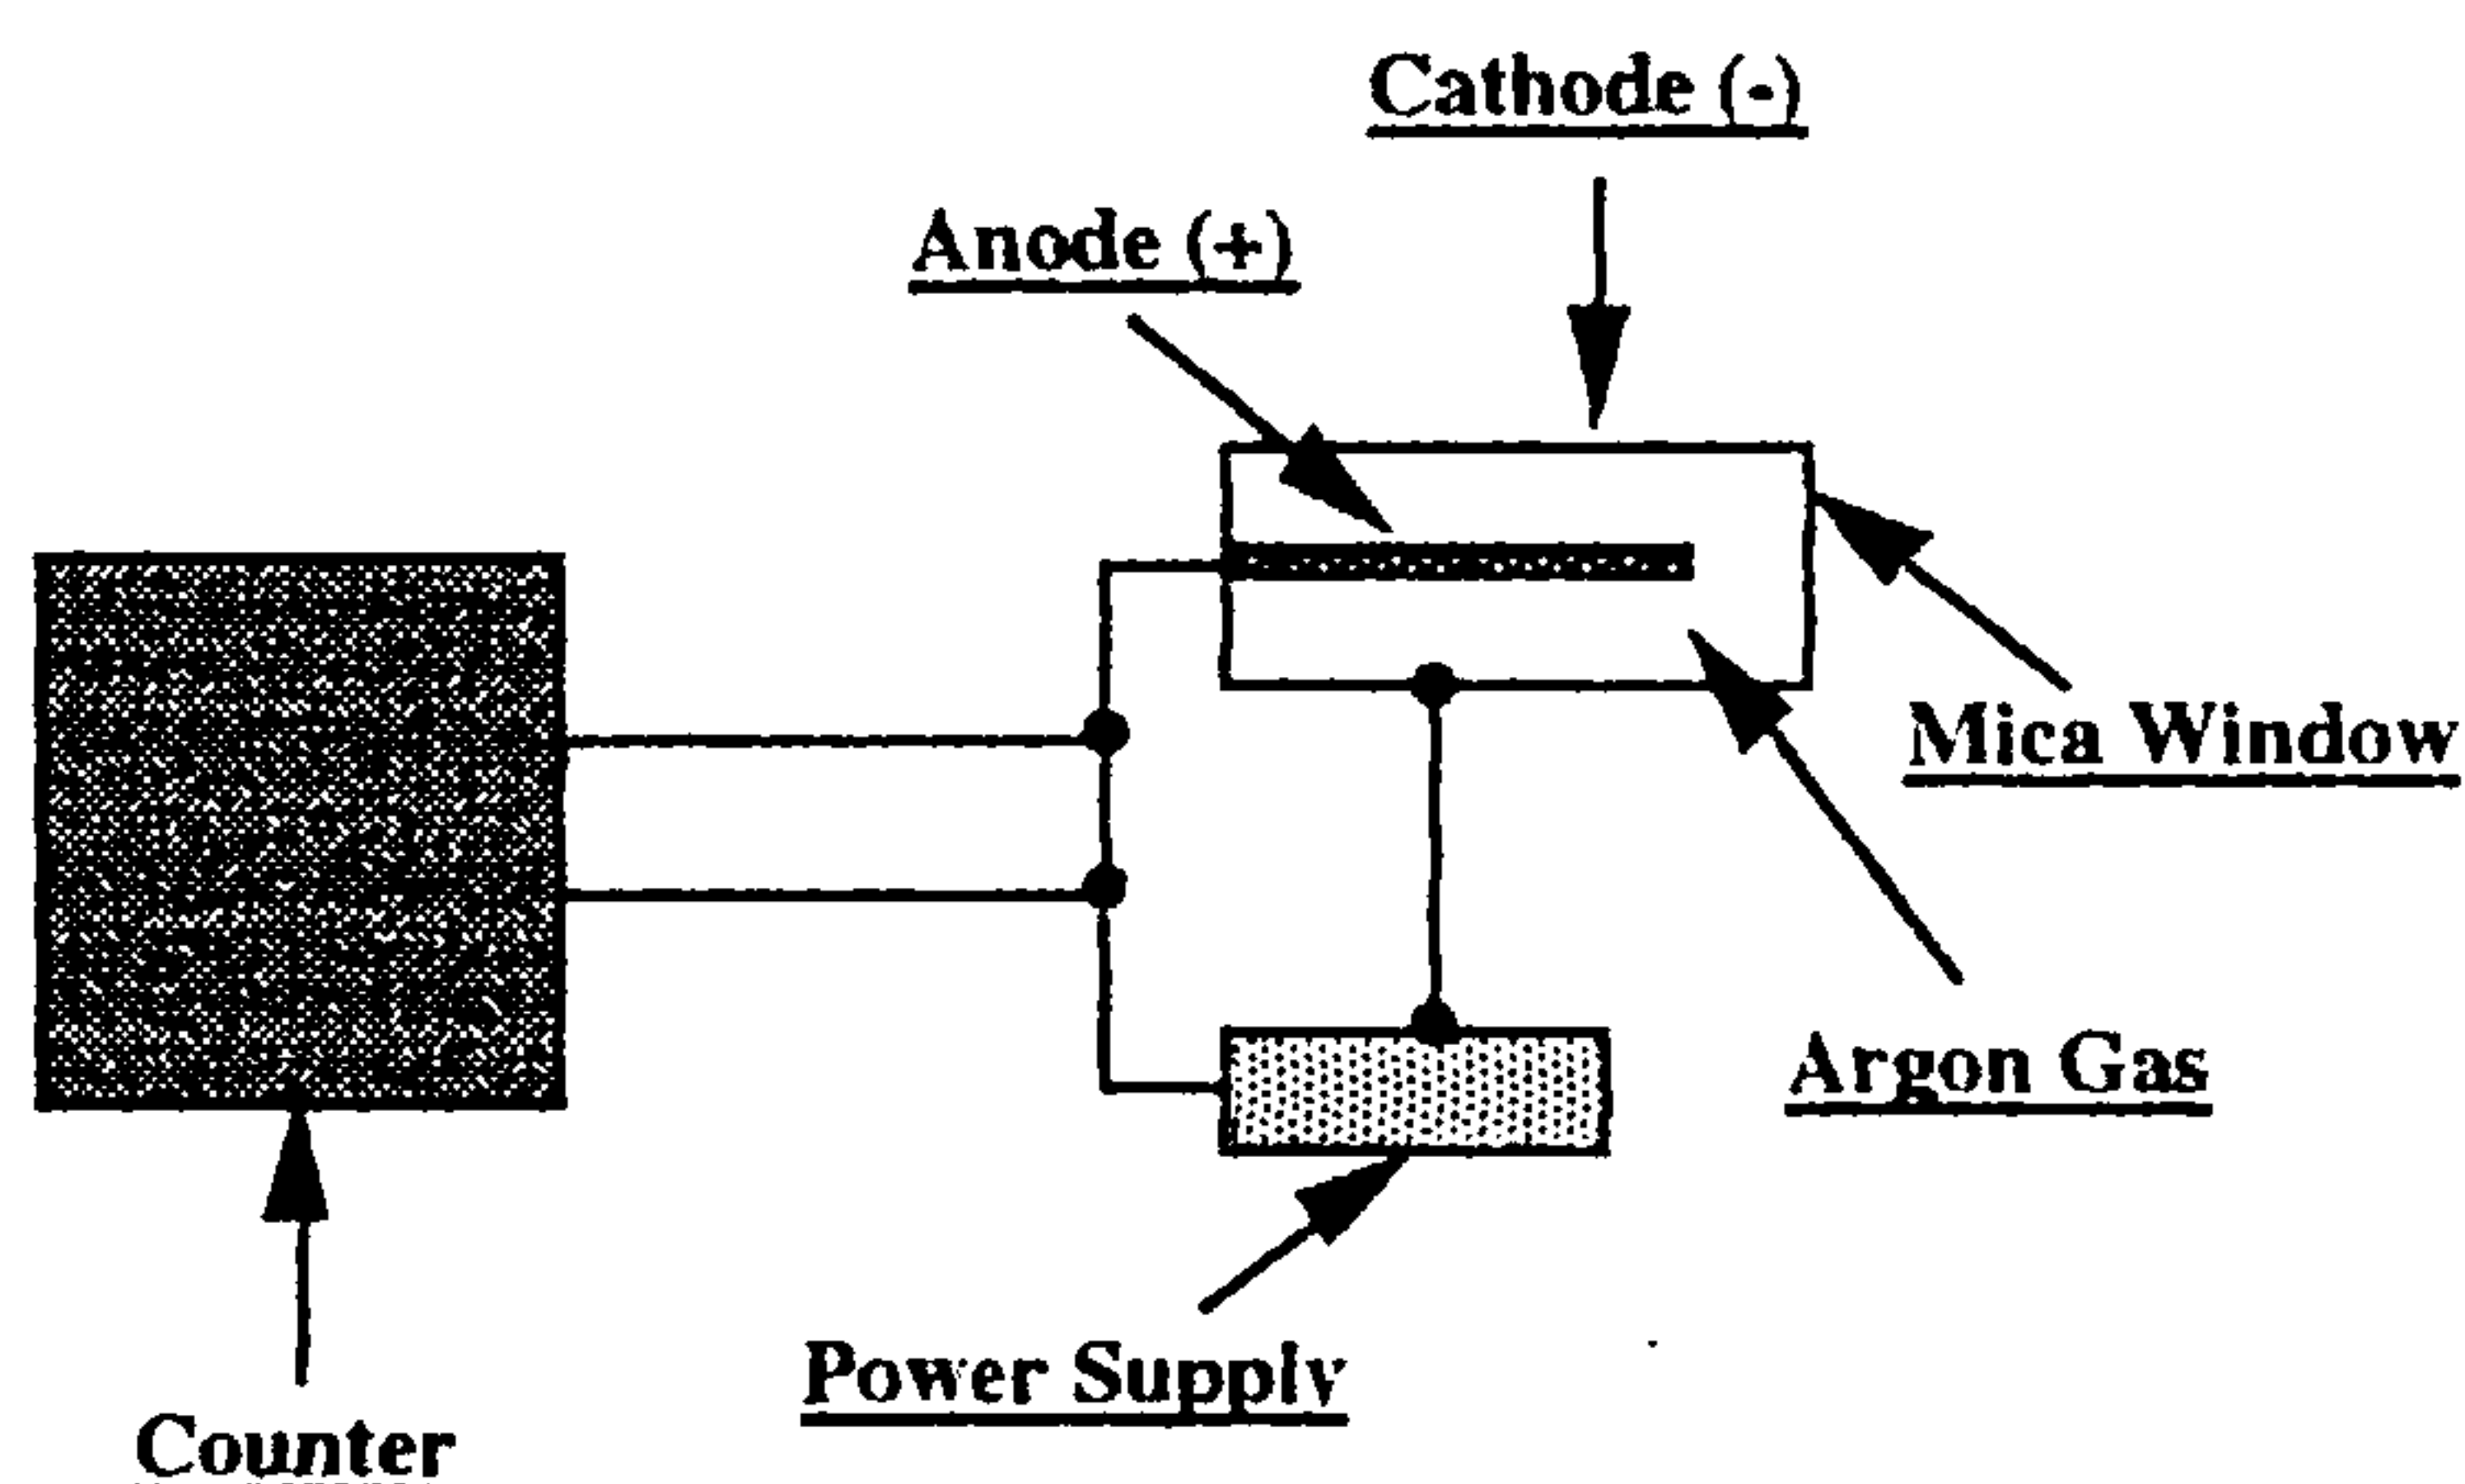 Cathode (-)
Anode (+)
Mica Window
Argon Gas
Power Supply
Counter